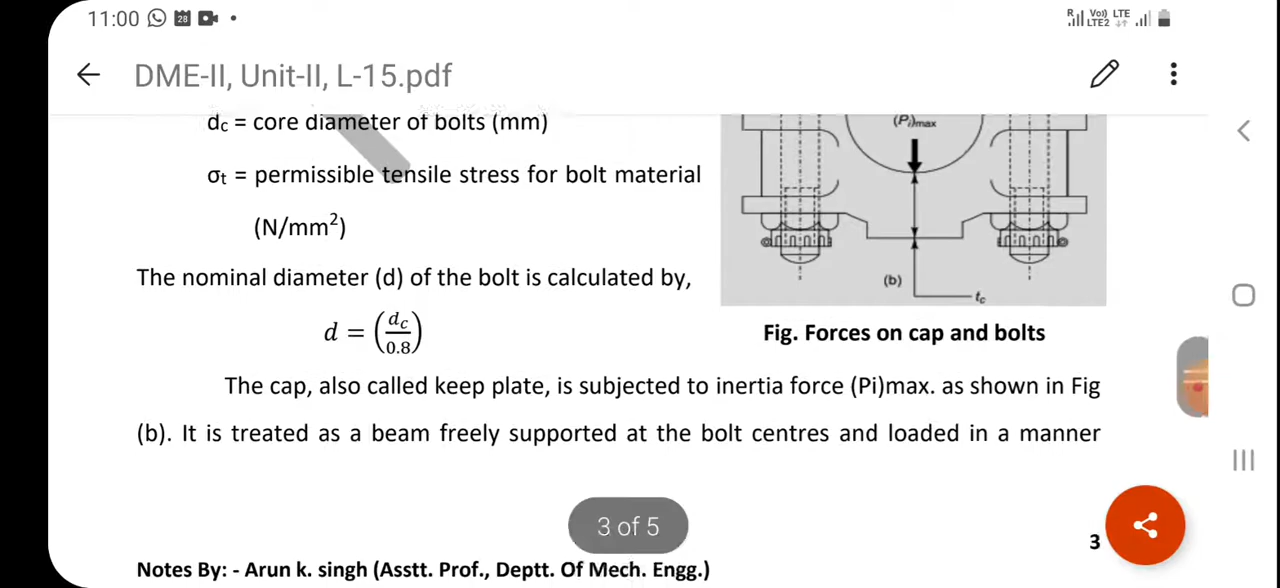 11:00
28
R Vo)) LTE
LTE2
DME-II, Unit-II, L-15.pdf
dc = core diameter of bolts (mm)
σt = permissible tensile stress for bolt material
(N/mm²)
(Pi)max
(b)
tc
The nominal diameter (d) of the bolt is calculated by,
d = (dc/0.8)
Fig. Forces on cap and bolts
The cap, also called keep plate, is subjected to inertia force (Pi)max. as shown in Fig
(b). It is treated as a beam freely supported at the bolt centres and loaded in a manner
3 of 5
3
Notes By: - Arun k. singh (Asstt. Prof., Deptt. Of Mech. Engg.)